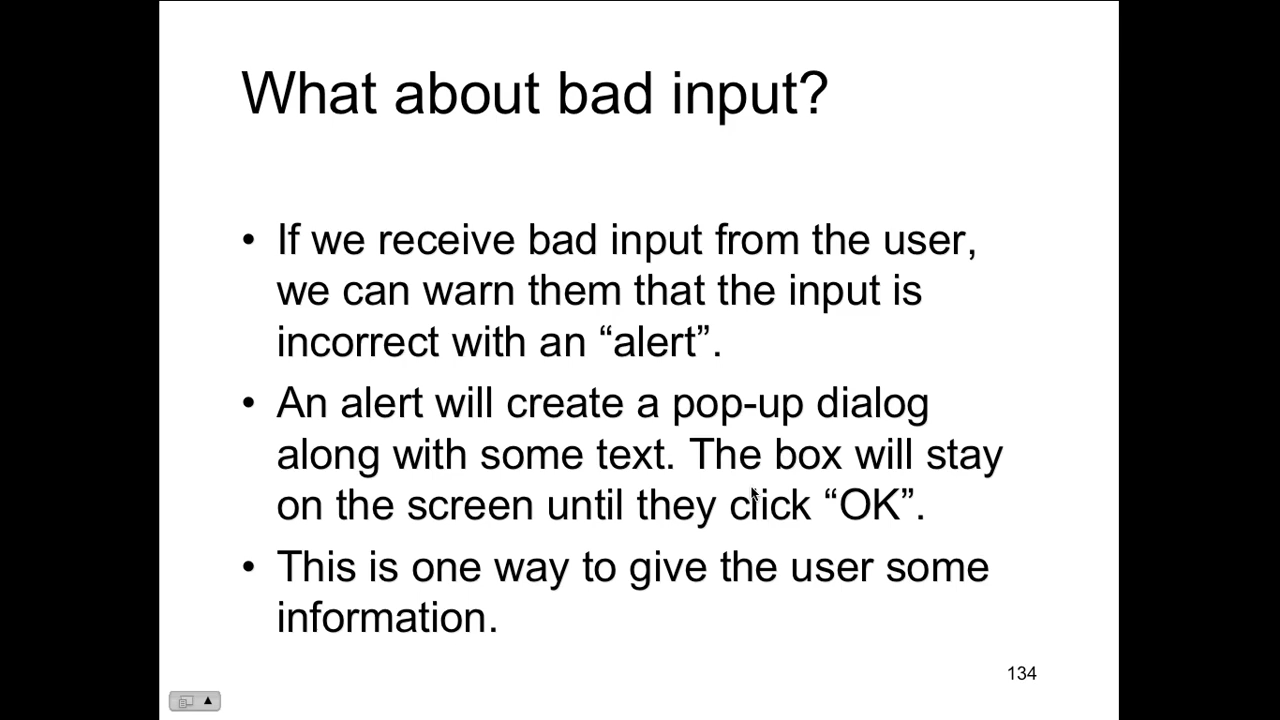 What about bad input?
• If we receive bad input from the user,
we can warn them that the input is
incorrect with an “alert”.
• An alert will create a pop-up dialog
along with some text. The box will stay
on the screen until they click “OK”.
• This is one way to give the user some
information.
134